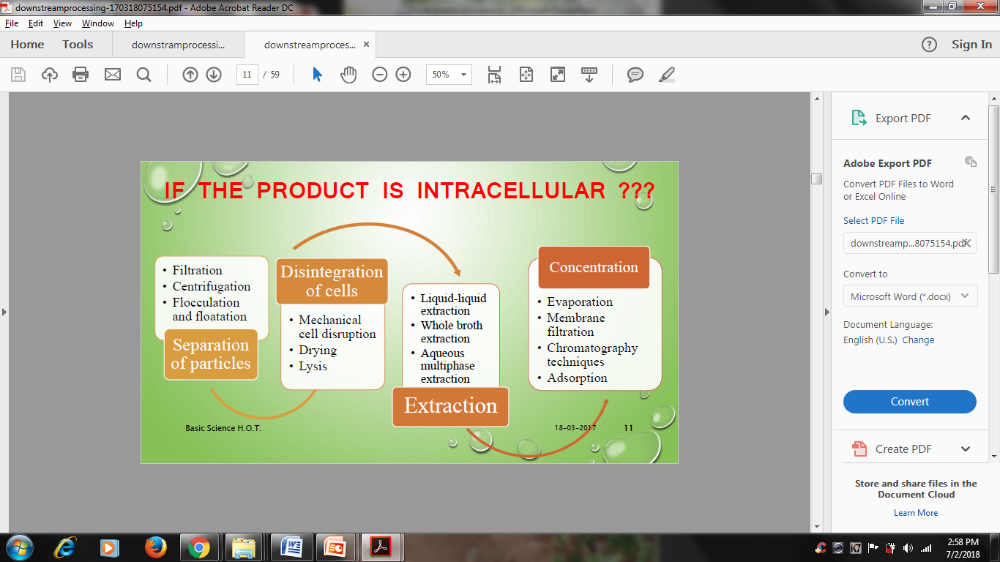 downstreamprocessing-170318075154.pdf - Adobe Acrobat Reader DC
File Edit View Window Help
Home Tools downstramprocessi... downstreamproces... ×
Sign In
11 / 59
50%
Export PDF
Adobe Export PDF
Convert PDF Files to Word
or Excel Online
Select PDF File
downstreamp...8075154.pdf
Convert to
Microsoft Word (*.docx)
Document Language:
English (U.S.) Change
Convert
Create PDF
Store and share files in the
Document Cloud
Learn More
IF THE PRODUCT IS INTRACELLULAR ???
• Filtration
• Centrifugation
• Flocculation
and floatation
Separation
of particles
Disintegration
of cells
• Mechanical
cell disruption
• Drying
• Lysis
• Liquid-liquid
extraction
• Whole broth
extraction
• Aqueous
multiphase
extraction
Extraction
Concentration
• Evaporation
• Membrane
filtration
• Chromatography
techniques
• Adsorption
Basic Science H.O.T.
18-03-2017
11
2:58 PM
7/2/2018